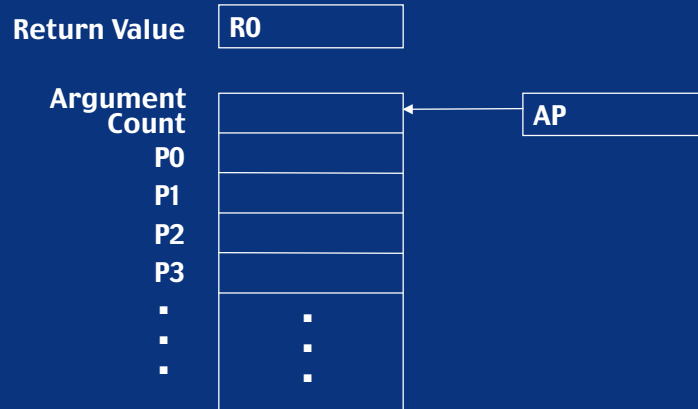 Return Value R0
Argument
Count
AP
P0
P1
P2
P3